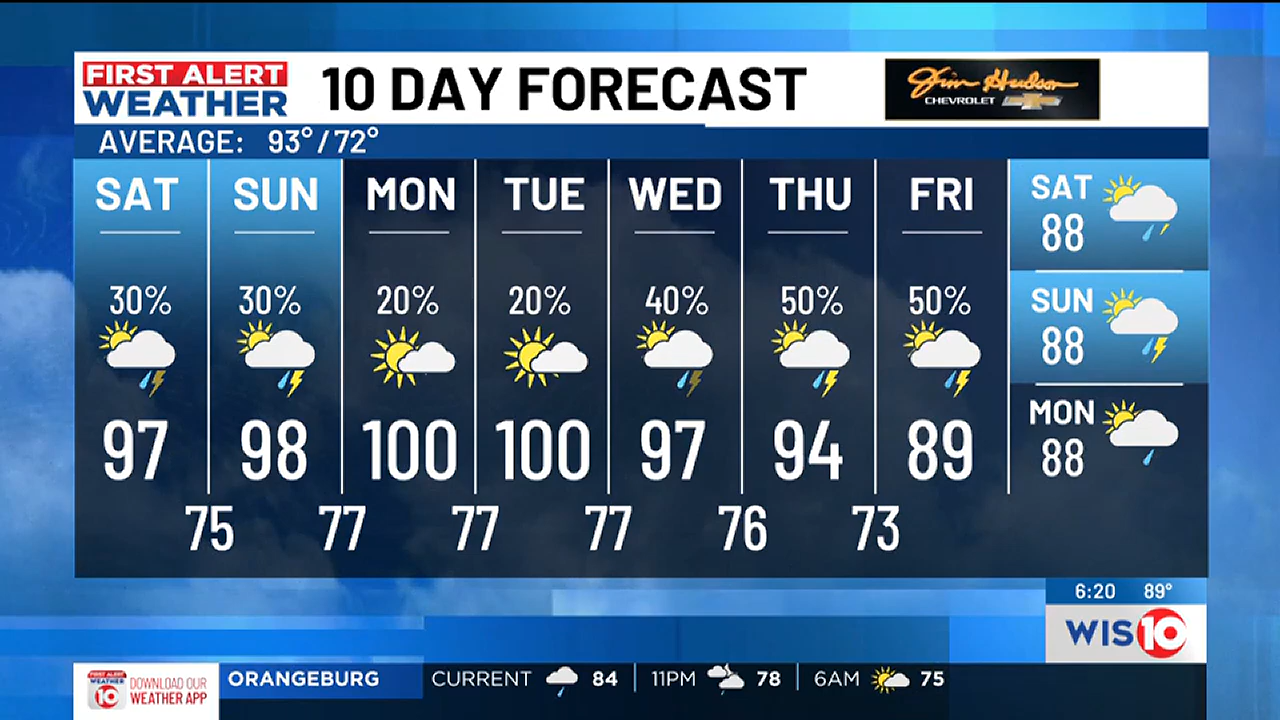 FIRST ALERT
WEATHER
10 DAY FORECAST
Jim Hudson
CHEVROLET
AVERAGE: 93°/72°
SAT SUN MON TUE WED THU FRI
30% 30% 20% 20% 40% 50% 50%
97 98 100 100 97 94 89
75 77 77 77 76 73
SAT
88
SUN
88
MON
88
6:20 89°
WIS10
FIRST ALERT
WEATHER
10
DOWNLOAD OUR
WEATHER APP
ORANGEBURG CURRENT 84 11PM 78 6AM 75